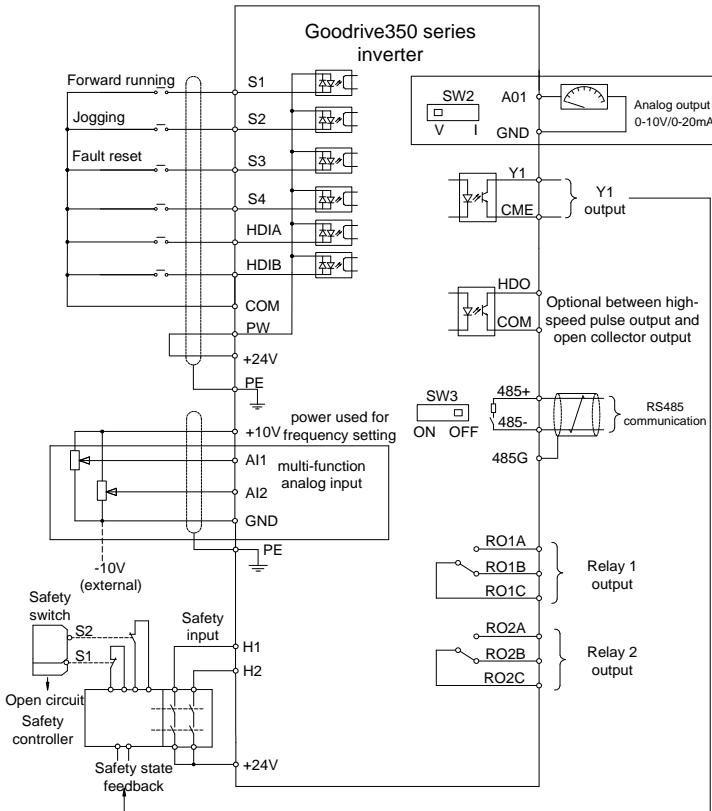 Goodrive350 series
inverter
Forward running
S1
Jogging
S2
Fault reset
S3
S4
HDIA
HDIB
COM
PW
+24V
PE
SW2
V I
A01
GND
Analog output
0-10V/0-20mA
Y1
CME
Y1
output
HDO
COM
Optional between high-
speed pulse output and
open collector output
SW3
ON OFF
485+
485-
485G
RS485
communication
power used for
frequency setting
+10V
AI1
multi-function
analog input
AI2
GND
PE
-10V
(external)
RO1A
RO1B
RO1C
Relay 1
output
RO2A
RO2B
RO2C
Relay 2
output
Safety
switch
S2
S1
Open circuit
Safety
controller
Safety
input
H1
H2
+24V
Safety state
feedback